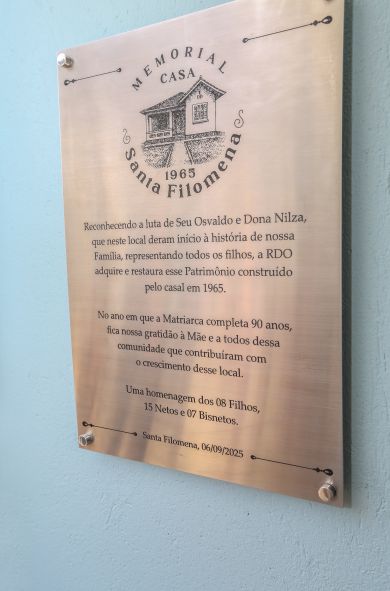 MEMORIAL
CASA
1965
Santa Filomena
Reconhecendo a luta de Seu Osvaldo e Dona Nilza,
que neste local deram início à história de nossa
Família, representando todos os filhos, a RDO
adquire e restaura esse Patrimônio construído
pelo casal em 1965.
No ano em que a Matriarca completa 90 anos,
fica nossa gratidão à Mãe e a todos dessa
comunidade que contribuíram com
o crescimento desse local.
Uma homenagem dos 08 Filhos,
15 Netos e 07 Bisnetos.
Santa Filomena, 06/09/2025